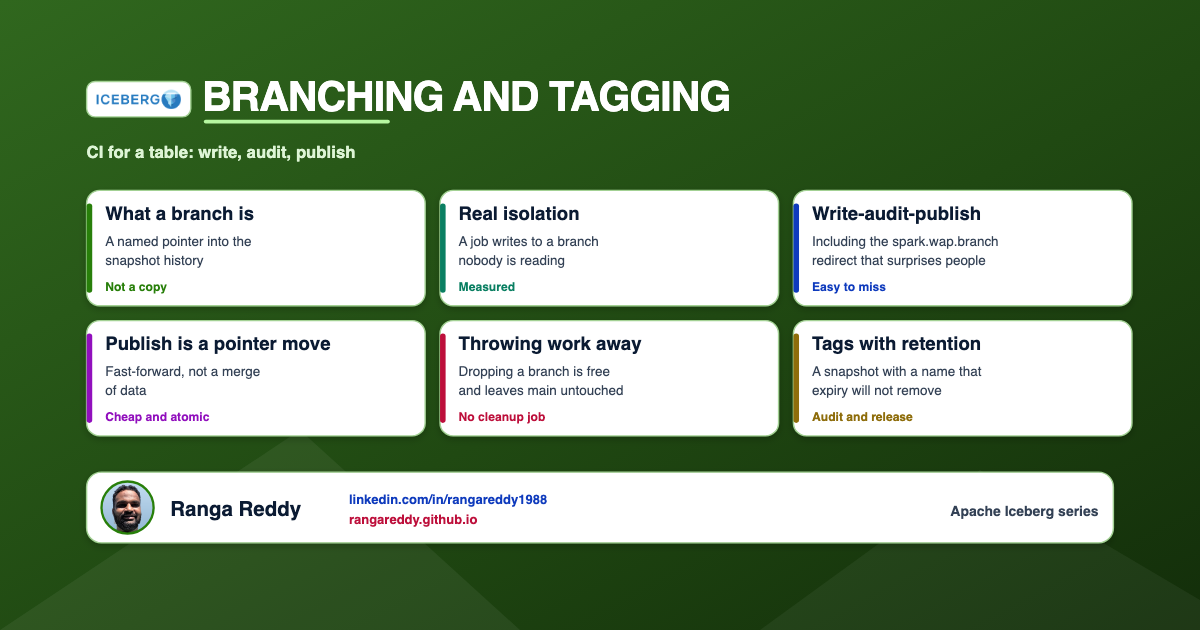 ICEBERG
BRANCHING AND TAGGING
CI for a table: write, audit, publish
What a branch is
A named pointer into the
snapshot history
Not a copy
Real isolation
A job writes to a branch
nobody is reading
Measured
Write-audit-publish
Including the spark.wap.branch
redirect that surprises people
Easy to miss
Publish is a pointer move
Fast-forward, not a merge
of data
Cheap and atomic
Throwing work away
Dropping a branch is free
and leaves main untouched
No cleanup job
Tags with retention
A snapshot with a name that
expiry will not remove
Audit and release
Ranga Reddy
linkedin.com/in/rangareddy1988
rangareddy.github.io
Apache Iceberg series